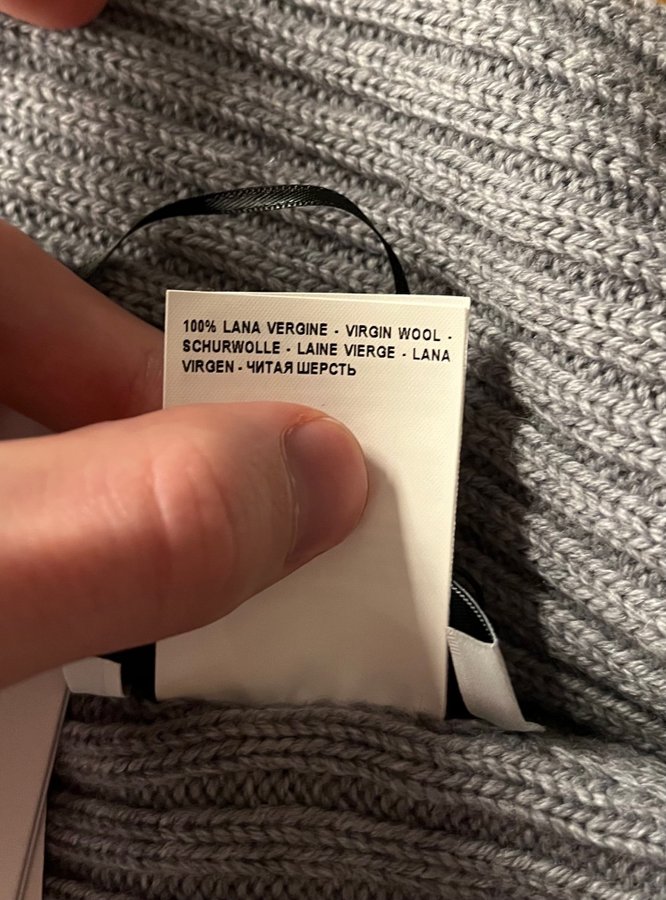 100% LANA VERGINE - VIRGIN WOOL -
SCHURWOLLE - LAINE VIERGE - LANA
VIRGEN - ЧИТАЯ ШЕРСТЬ